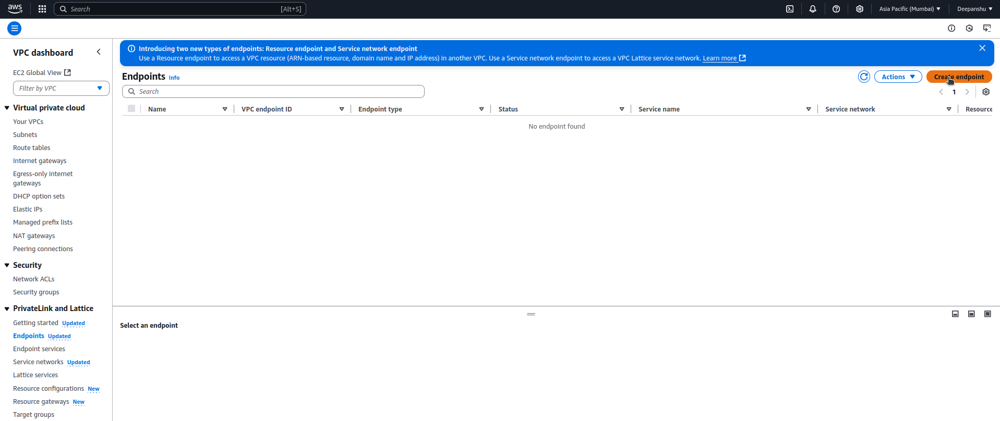 aws
Search [Alt+S]
Asia Pacific (Mumbai)
Deepanshu
VPC dashboard
EC2 Global View
Filter by VPC
Virtual private cloud
Your VPCs
Subnets
Route tables
Internet gateways
Egress-only internet
gateways
DHCP option sets
Elastic IPs
Managed prefix lists
NAT gateways
Peering connections
Security
Network ACLs
Security groups
PrivateLink and Lattice
Getting started Updated
Endpoints Updated
Endpoint services
Service networks Updated
Lattice services
Resource configurations New
Resource gateways New
Target groups
Introducing two new types of endpoints: Resource endpoint and Service network endpoint
Use a Resource endpoint to access a VPC resource (ARN-based resource, domain name and IP address) in another VPC. Use a Service network endpoint to access a VPC Lattice service network. Learn more
Endpoints Info
Actions
Create endpoint
Search
1
Name VPC endpoint ID Endpoint type Status Service name Service network Resource
No endpoint found
Select an endpoint